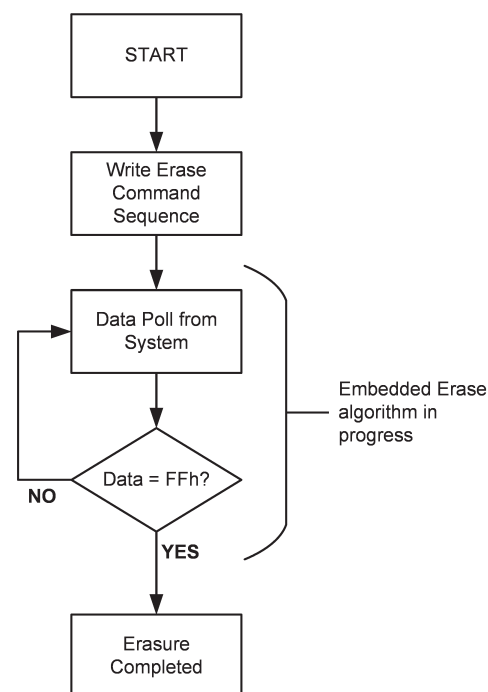 START
Write Erase
Command
Sequence
Data Poll from
System
Embedded Erase
algorithm in
progress
Data = FFh?
NO
YES
Erasure
Completed